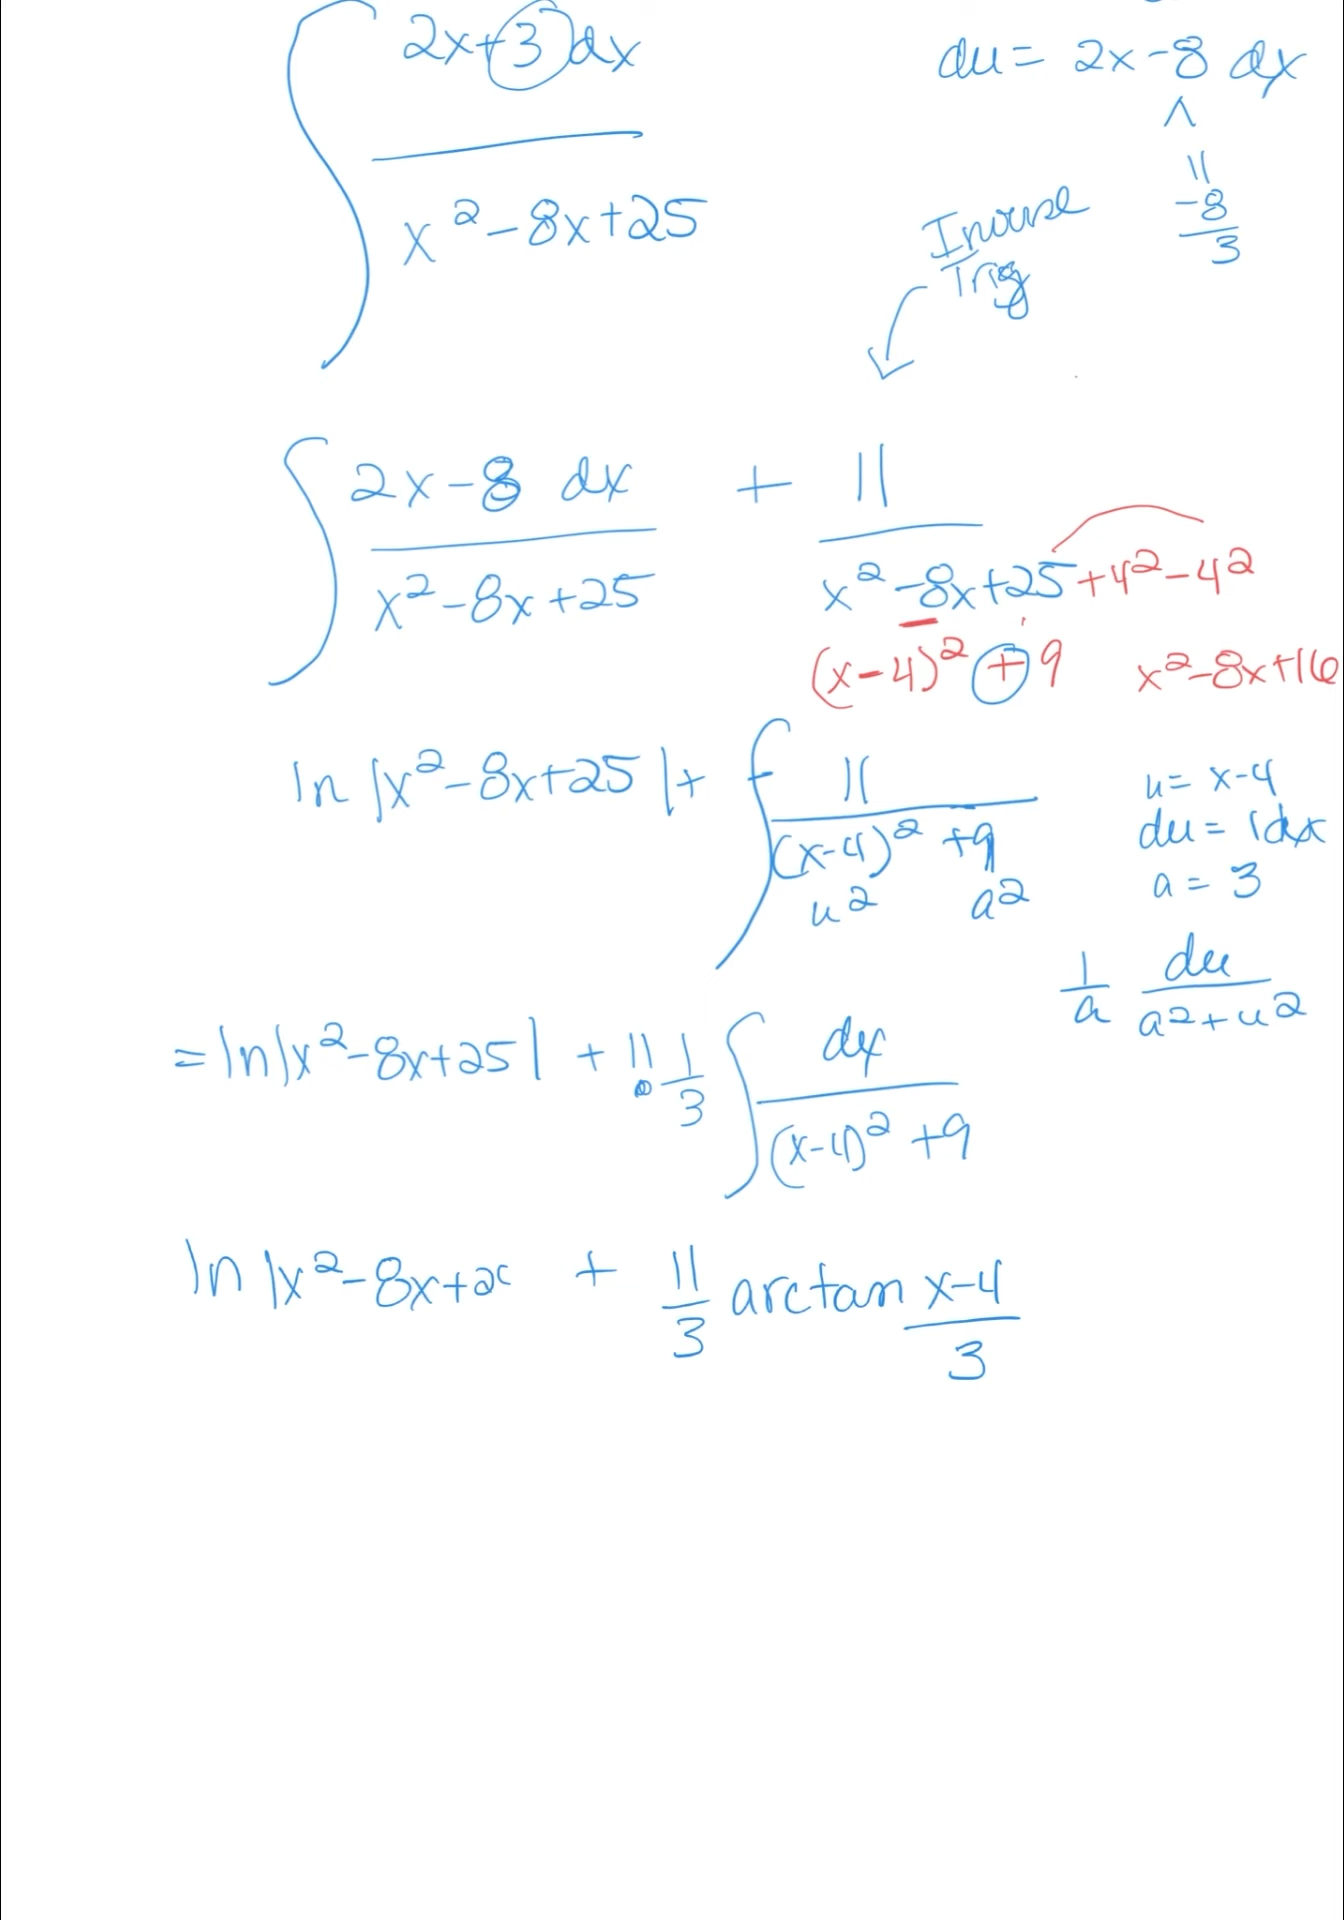 ∫ 2x+3 dx / x²-8x+25
du = 2x-8 dx
^
11
-8
3
Inverse
Trig
∫ 2x-8 dx / x²-8x+25 + 11 / x²-8x+25+4²-4²
(x-4)² + 9 x²-8x+16
ln |x²-8x+25| + ∫ 11 / (x-4)² + 9
u² a²
u = x-4
du = 1dx
a = 3
1/a du / a²+u²
= ln|x²-8x+25| + 11 · 1/3 ∫ dx / (x-4)² + 9
ln |x²-8x+2 + 11/3 arctan x-4 / 3